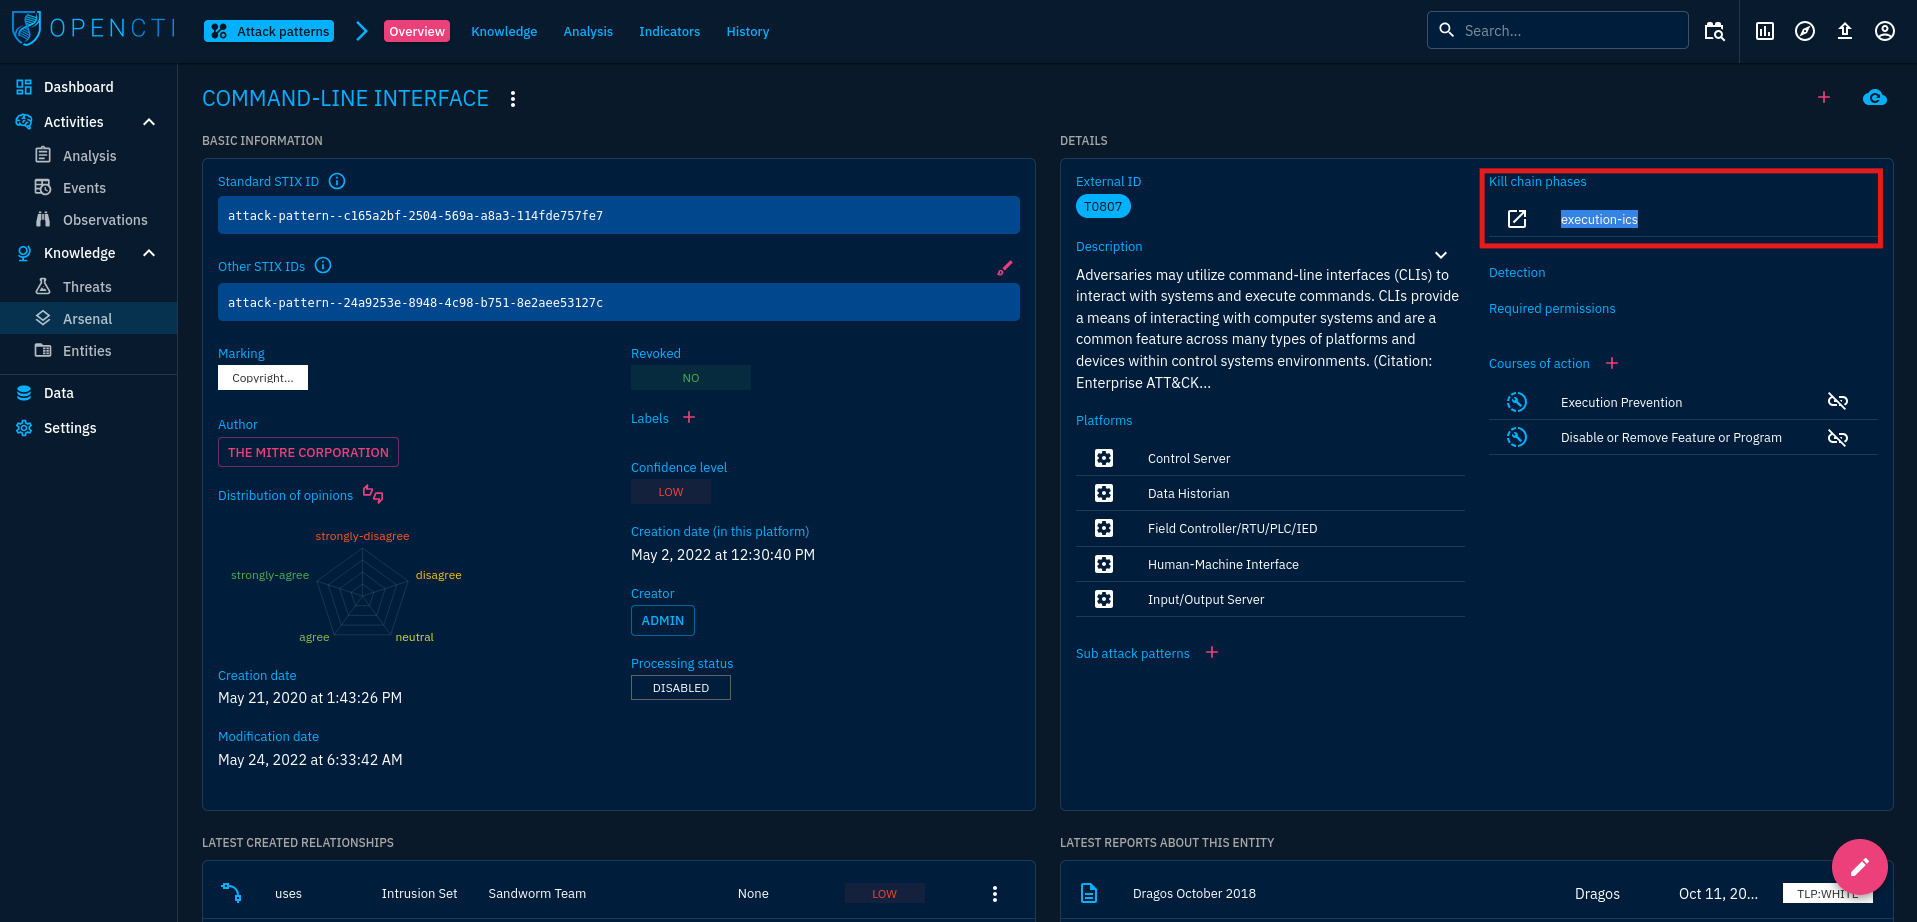 OPENCTI
Attack patterns
Overview
Knowledge
Analysis
Indicators
History
Search...
Dashboard
Activities
Analysis
Events
Observations
Knowledge
Threats
Arsenal
Entities
Data
Settings
COMMAND-LINE INTERFACE
BASIC INFORMATION
Standard STIX ID
attack-pattern--c165a2bf-2504-569a-a8a3-114fde757fe7
Other STIX IDs
attack-pattern--24a9253e-8948-4c98-b751-8e2aee53127c
Marking
Copyright...
Author
THE MITRE CORPORATION
Distribution of opinions
strongly-disagree
strongly-agree
disagree
agree
neutral
Creation date
May 21, 2020 at 1:43:26 PM
Modification date
May 24, 2022 at 6:33:42 AM
Revoked
NO
Labels
Confidence level
LOW
Creation date (in this platform)
May 2, 2022 at 12:30:40 PM
Creator
ADMIN
Processing status
DISABLED
DETAILS
External ID
T0807
Description
Adversaries may utilize command-line interfaces (CLIs) to
interact with systems and execute commands. CLIs provide
a means of interacting with computer systems and are a
common feature across many types of platforms and
devices within control systems environments. (Citation:
Enterprise ATT&CK...
Platforms
Control Server
Data Historian
Field Controller/RTU/PLC/IED
Human-Machine Interface
Input/Output Server
Sub attack patterns
Kill chain phases
execution-ics
Detection
Required permissions
Courses of action
Execution Prevention
Disable or Remove Feature or Program
LATEST CREATED RELATIONSHIPS
uses Intrusion Set Sandworm Team None LOW
LATEST REPORTS ABOUT THIS ENTITY
Dragos October 2018 Dragos Oct 11, 20... TLP:WHITE